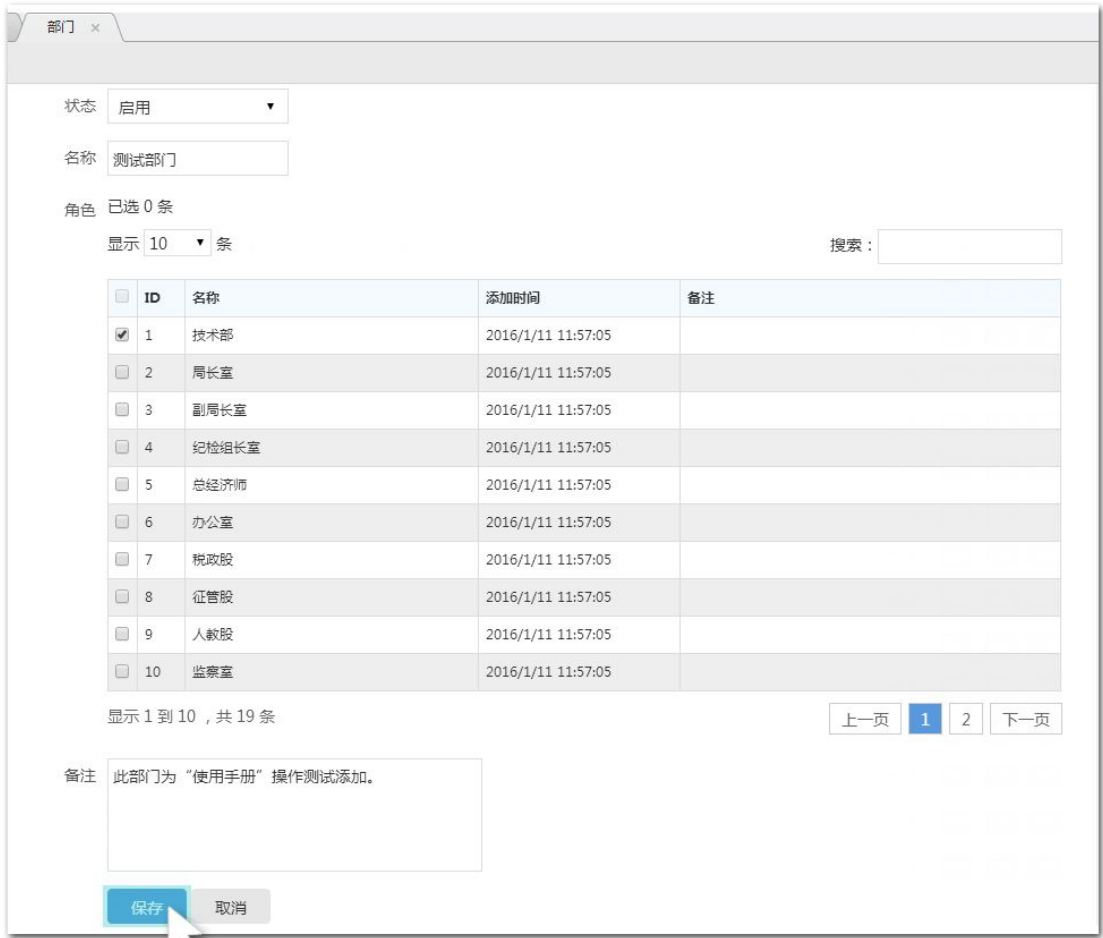 部门 ×
状态 启用
名称 测试部门
角色 已选 0 条
显示 10 条 搜索：
ID 名称 添加时间 备注
1 技术部 2016/1/11 11:57:05
2 局长室 2016/1/11 11:57:05
3 副局长室 2016/1/11 11:57:05
4 纪检组长室 2016/1/11 11:57:05
5 总经济师 2016/1/11 11:57:05
6 办公室 2016/1/11 11:57:05
7 税政股 2016/1/11 11:57:05
8 征管股 2016/1/11 11:57:05
9 人教股 2016/1/11 11:57:05
10 监察室 2016/1/11 11:57:05
显示 1 到 10 ，共 19 条 上一页 1 2 下一页
备注 此部门为“使用手册”操作测试添加。
保存 取消